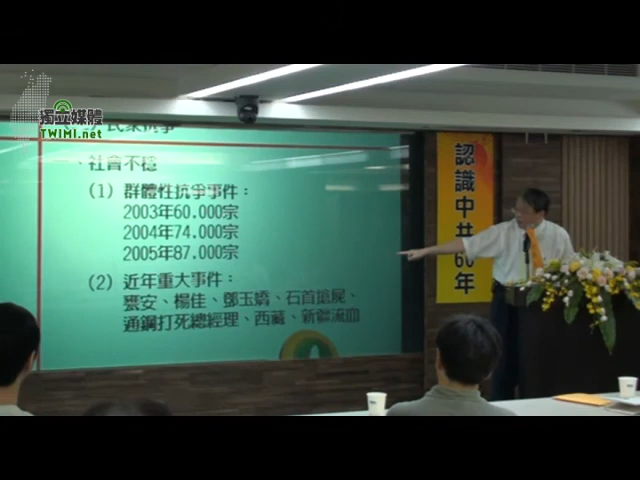 獨立媒體
TWIMI.net
民眾抗爭
、社會不穩
(1) 群體性抗爭事件：
2003年60.000宗
2004年74.000宗
2005年87.000宗
(2) 近年重大事件：
甕安、楊佳、鄧玉嬌、石首搶屍、
通鋼打死總經理、西藏、新疆流血
認識中共60年